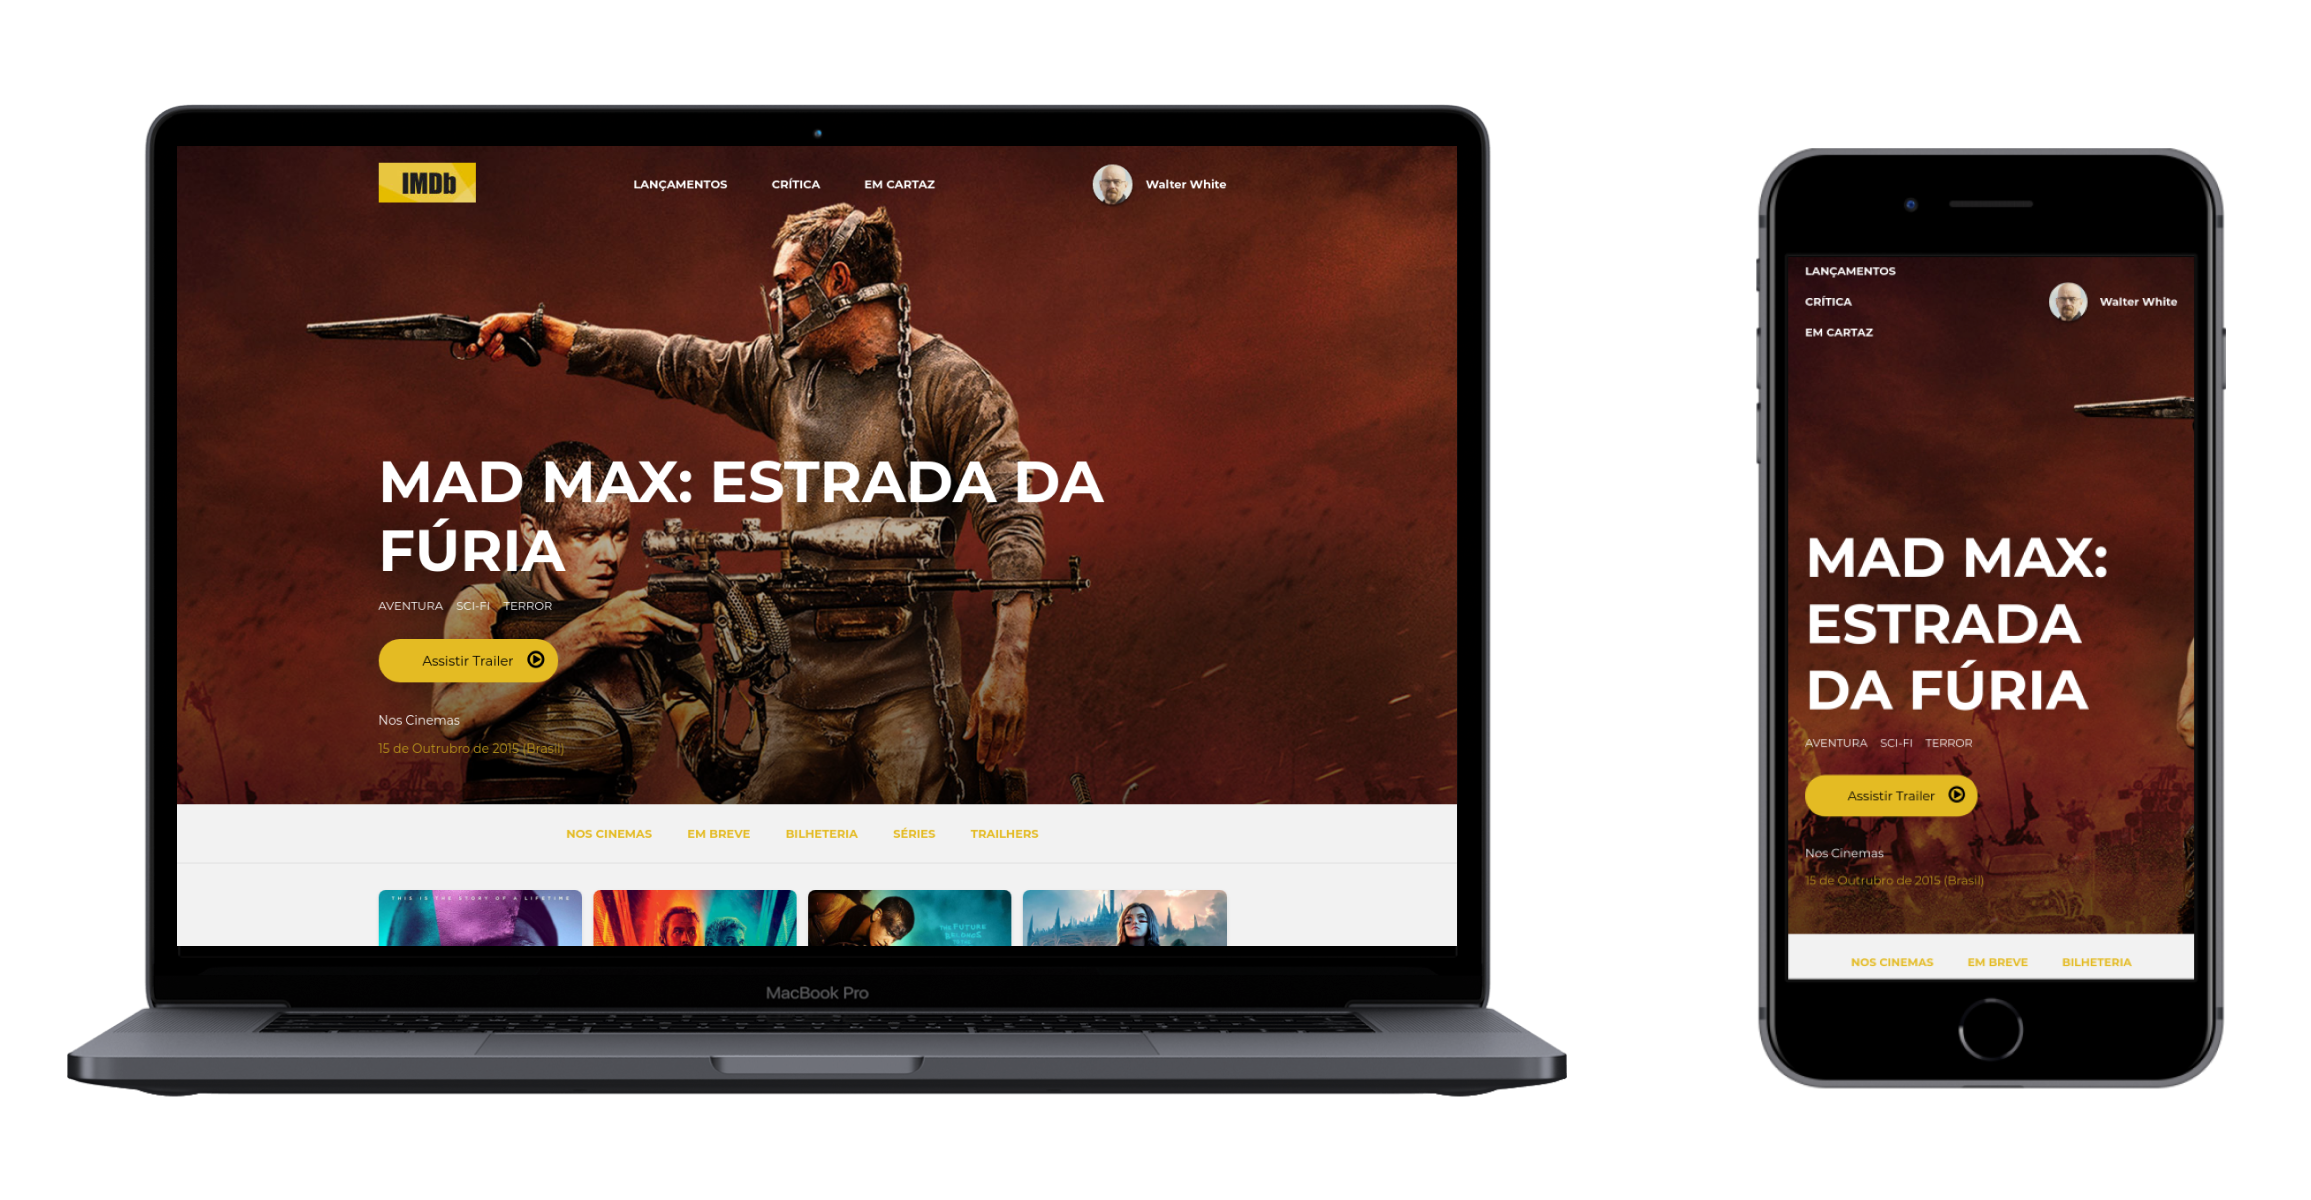 IMDb
LANÇAMENTOS CRÍTICA EM CARTAZ
Walter White
MAD MAX: ESTRADA DA
FÚRIA
AVENTURA SCI-FI TERROR
Assistir Trailer
Nos Cinemas
15 de Outrubro de 2015 (Brasil)
NOS CINEMAS EM BREVE BILHETERIA SÉRIES TRAILHERS
THIS IS THE STORY OF A LIFETIME
THE FUTURE
MacBook Pro
LANÇAMENTOS
CRÍTICA
EM CARTAZ
Walter White
MAD MAX:
ESTRADA
DA FÚRIA
AVENTURA SCI-FI TERROR
Assistir Trailer
Nos Cinemas
15 de Outrubro de 2015 (Brasil)
NOS CINEMAS EM BREVE BILHETERIA